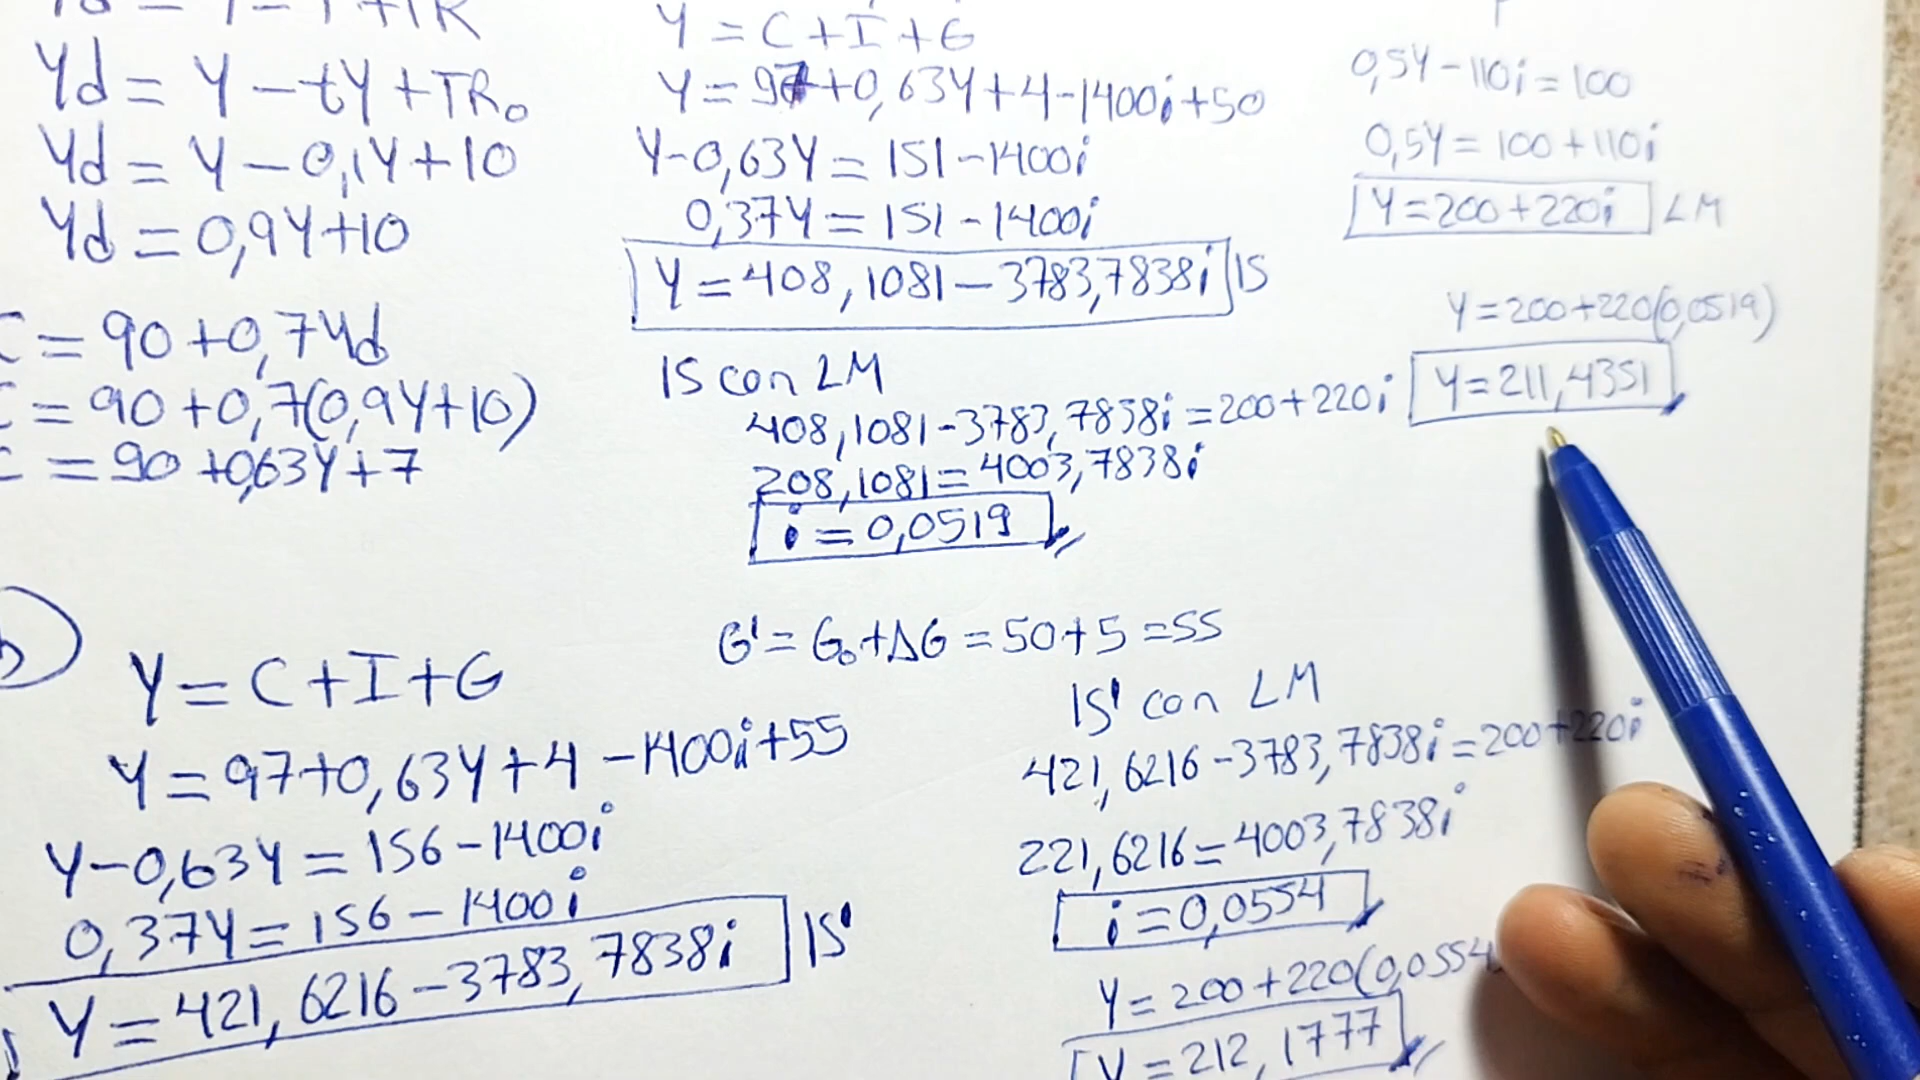 Yd = Y - tY + TR₀
Yd = Y - 0,1Y + 10
Yd = 0,9Y + 10
C = 90 + 0,7Yd
C = 90 + 0,7(0,9Y + 10)
C = 90 + 0,63Y + 7
Y = C + I + G
Y = 97 + 0,63Y + 4 - 1400i + 50
Y - 0,63Y = 151 - 1400i
0,37Y = 151 - 1400i
Y = 408,1081 - 3783,7838i IS
IS con LM
408,1081 - 3783,7838i = 200 + 220i
208,1081 = 4003,7838i
i = 0,0519
0,5Y - 110i = 100
0,5Y = 100 + 110i
Y = 200 + 220i LM
Y = 200 + 220(0,0519)
Y = 211,4351
b)
G' = G₀ + ΔG = 50 + 5 = 55
Y = C + I + G
Y = 97 + 0,63Y + 4 - 1400i + 55
Y - 0,63Y = 156 - 1400i
0,37Y = 156 - 1400i
Y = 421,6216 - 3783,7838i IS'
IS' con LM
421,6216 - 3783,7838i = 200 + 220i
221,6216 = 4003,7838i
i = 0,0554
Y = 200 + 220(0,0554
Y = 212,1777